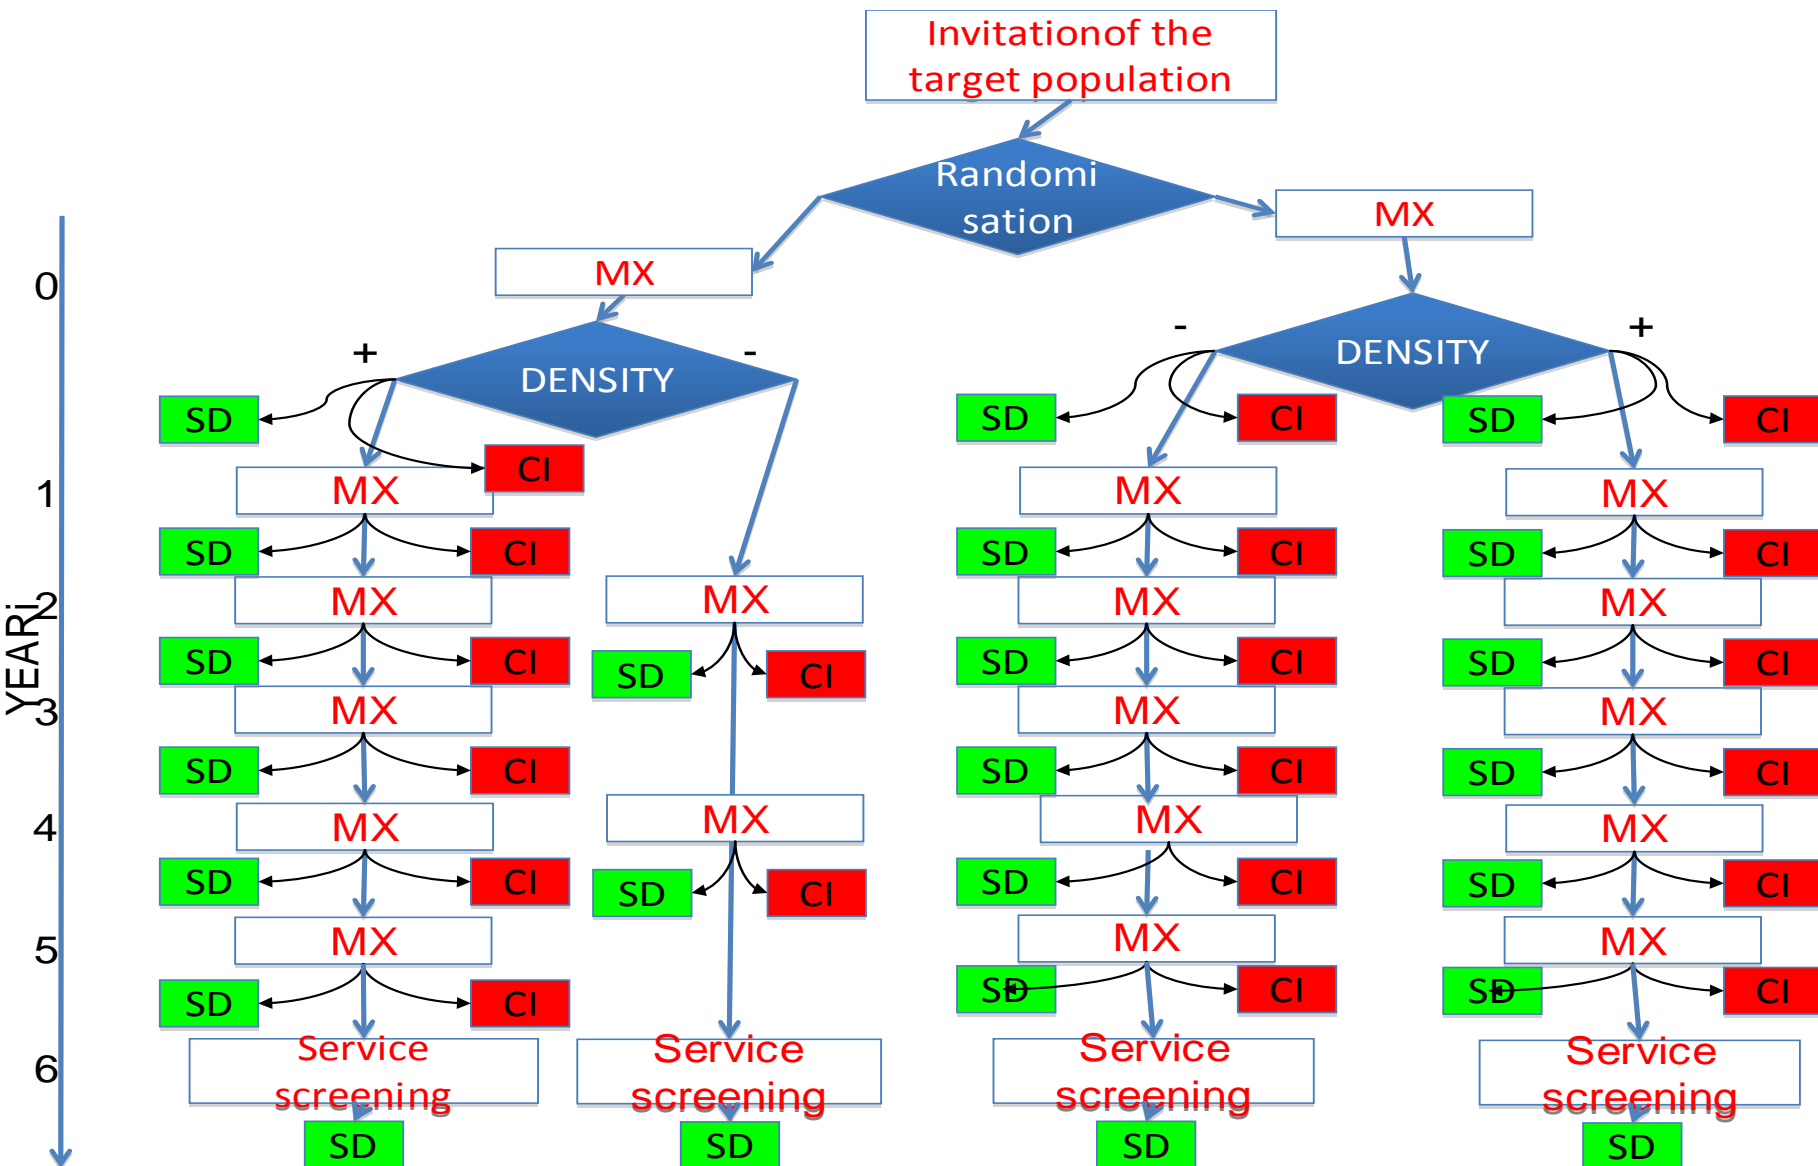 Invitationof the
target population
Randomi
sation
MX
MX
0
DENSITY
DENSITY
+
-
-
+
SD
CI
SD
CI
SD
CI
1
MX
MX
MX
SD
CI
SD
CI
SD
CI
YEARi
2
MX
MX
MX
MX
SD
CI
SD
CI
SD
CI
SD
CI
3
MX
MX
MX
SD
CI
SD
CI
SD
CI
4
MX
MX
MX
MX
SD
CI
SD
CI
SD
CI
SD
CI
5
MX
MX
MX
SD
CI
SD
CI
SD
CI
6
Service
screening
Service
screening
Service
screening
Service
screening
SD
SD
SD
SD